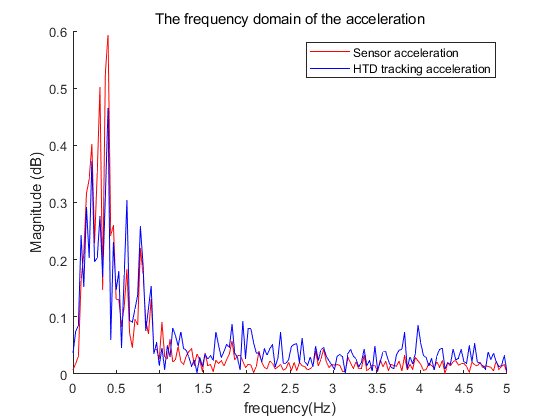 The frequency domain of the acceleration
Sensor acceleration
HTD tracking acceleration
Magnitude (dB)
0.6
0.5
0.4
0.3
0.2
0.1
0
0 0.5 1 1.5 2 2.5 3 3.5 4 4.5 5
frequency(Hz)